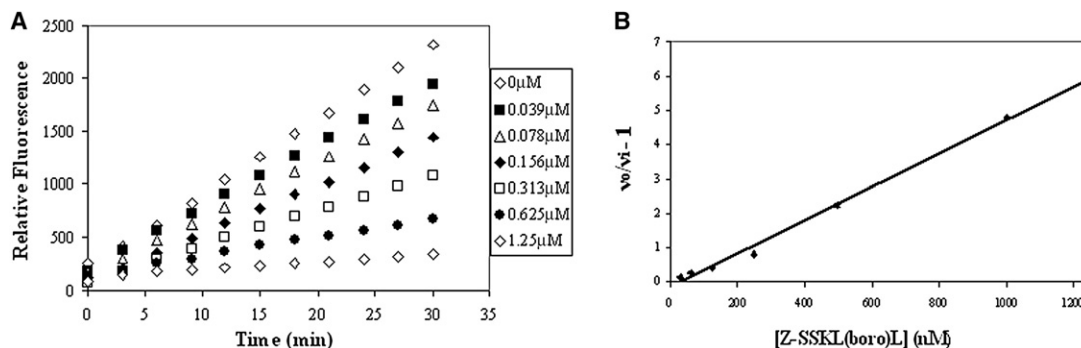 A
Relative Fluorescence
2500
2000
1500
1000
500
0
0 5 10 15 20 25 30 35
Time (min)
0µM
0.039µM
0.078µM
0.156µM
0.313µM
0.625µM
1.25µM
B
v0/vi- 1
7
6
5
4
3
2
1
0
0 200 400 600 800 1000 1200
[Z-SSKL(boro)L] (nM)